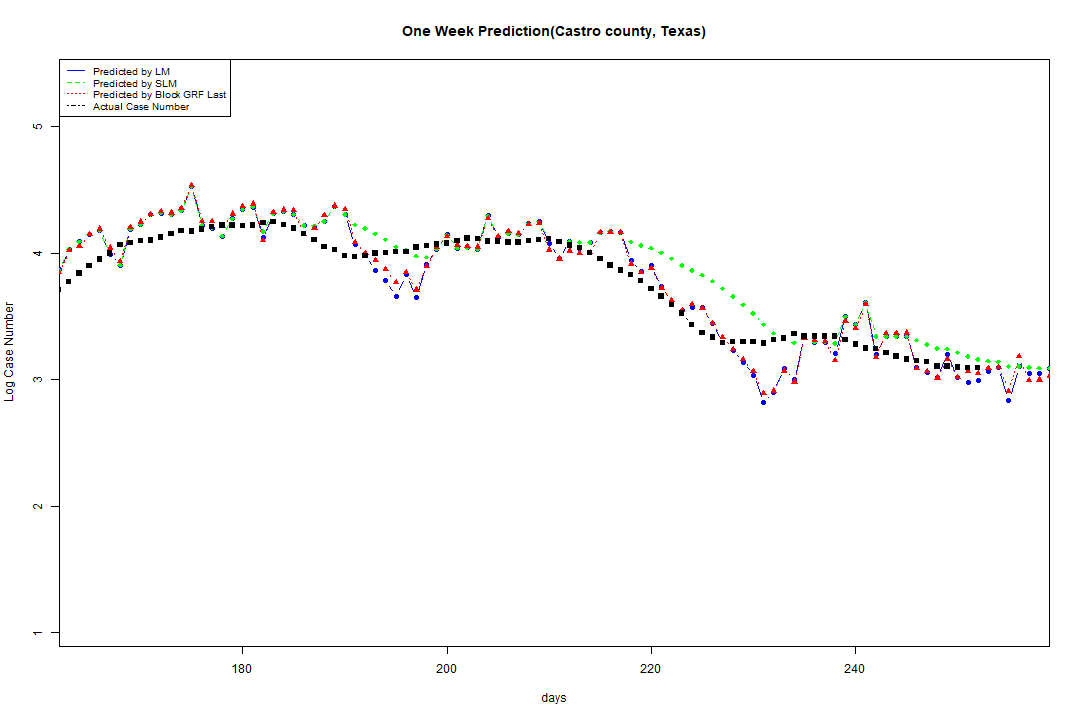 One Week Prediction(Castro county, Texas)
Predicted by LM
Predicted by SLM
Predicted by Block GRF Last
Actual Case Number
5
4
3
2
1
Log Case Number
180 200 220 240
days